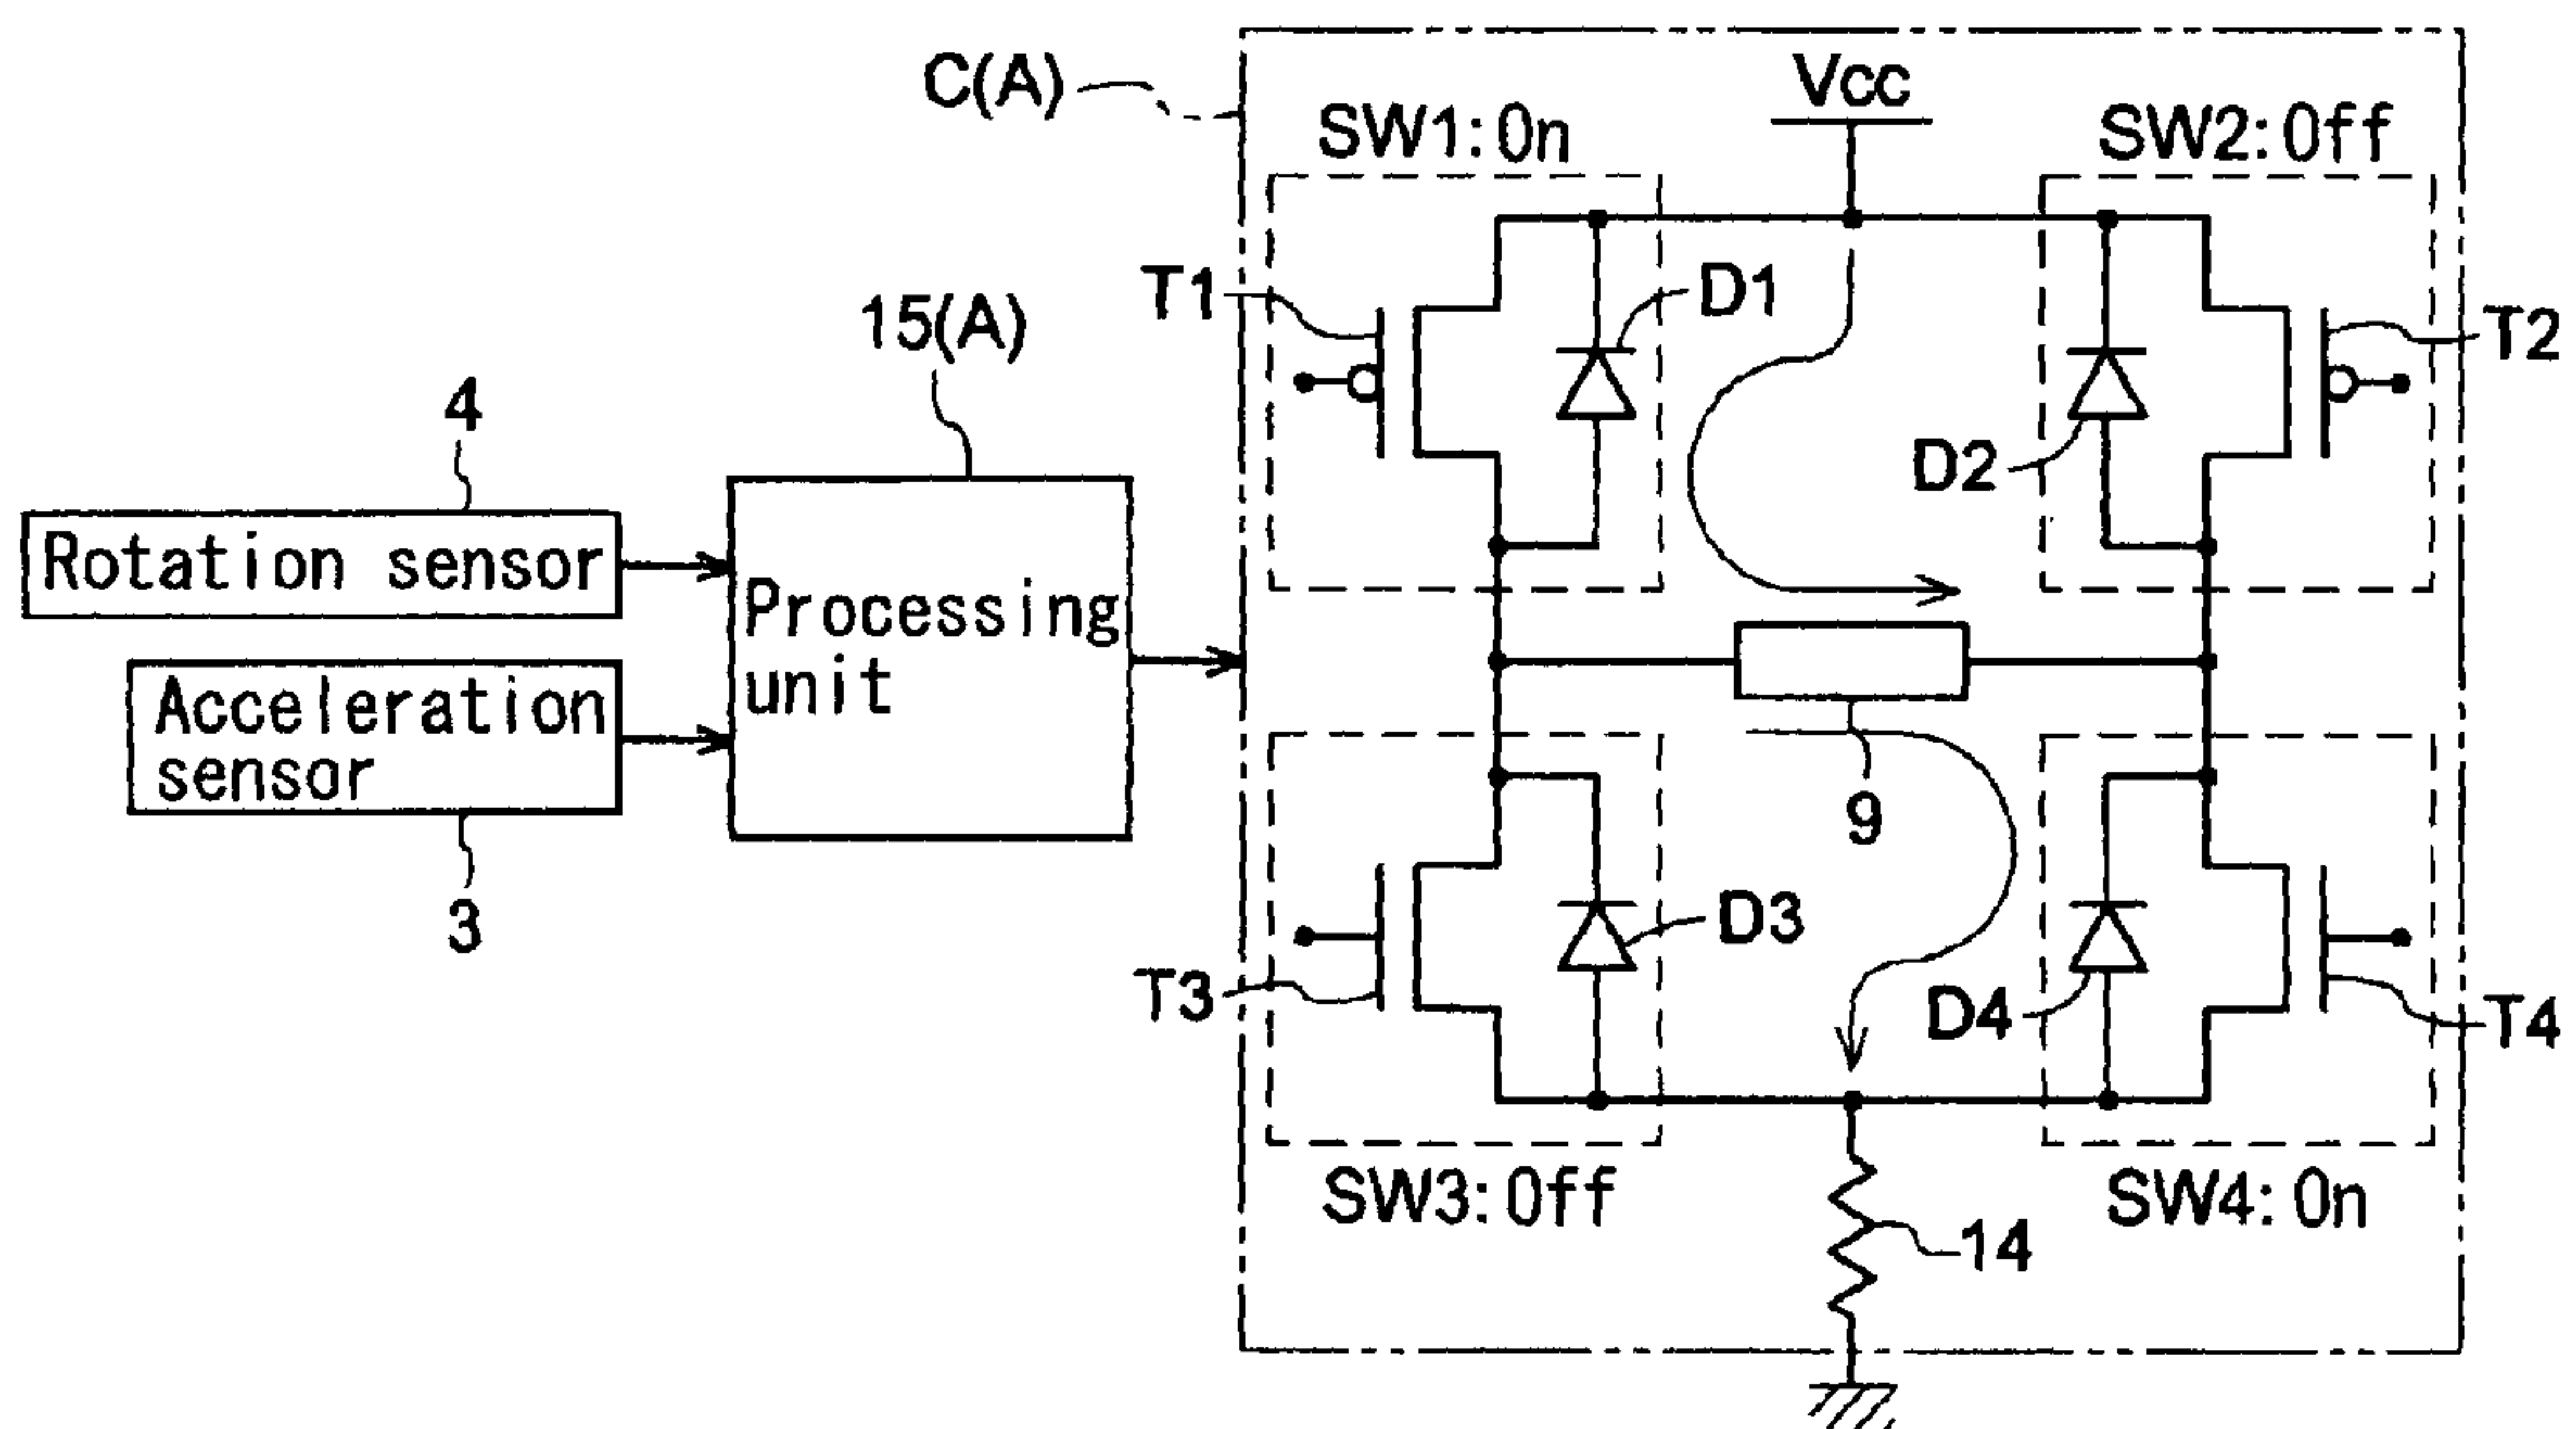 C(A)
Vcc
SW1:On
SW2:Off
T1
D1
T2
D2
15(A)
4
Rotation sensor
Processing
unit
Acceleration
sensor
3
9
D3
T3
D4
T4
SW3:Off
SW4:On
14